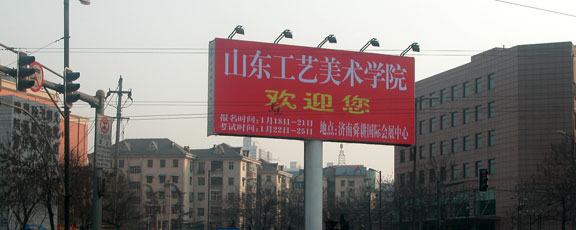 山东工艺美术学院
欢迎您
报名时间:1月18日-21日
考试时间:1月22日-25日 地点:济南舜耕国际会展中心